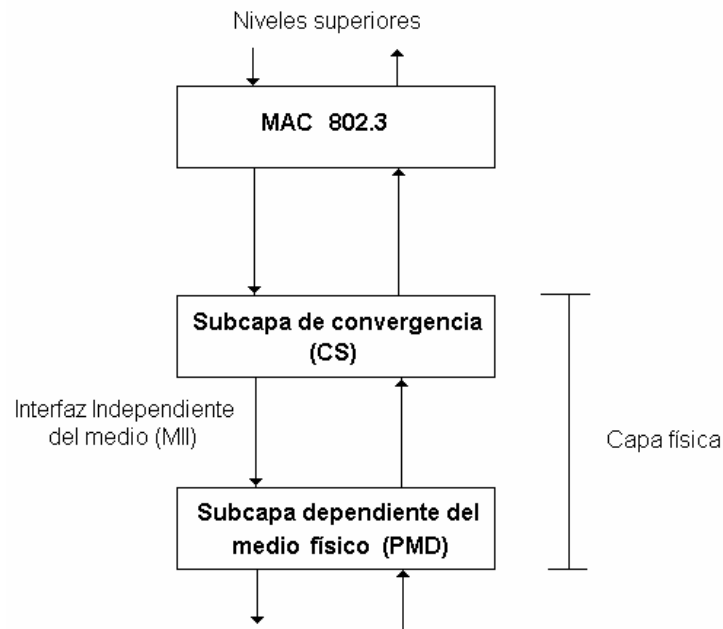 Niveles superiores
MAC 802.3
Subcapa de convergencia
(CS)
Interfaz Independiente
del medio (MII)
Capa física
Subcapa dependiente del
medio físico (PMD)